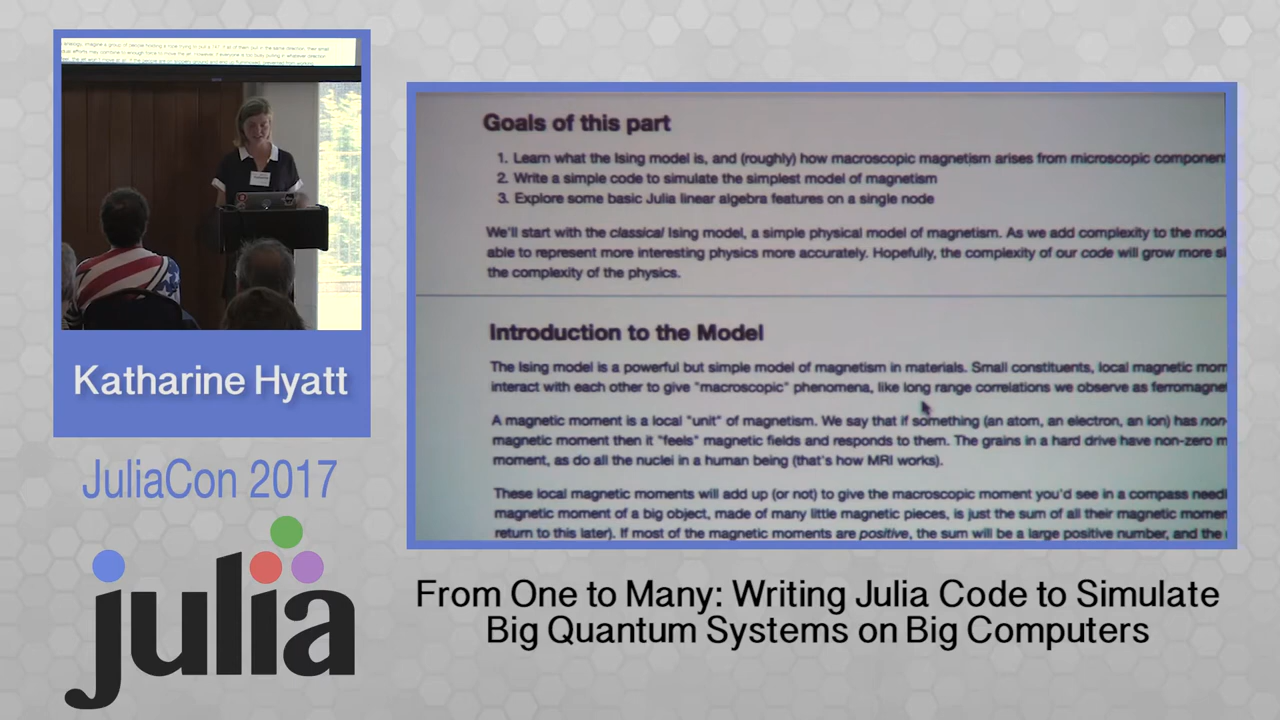 Katharine Hyatt
JuliaCon 2017
julia
Goals of this part
1. Learn what the Ising model is, and (roughly) how macroscopic magnetism arises from microscopic component
2. Write a simple code to simulate the simplest model of magnetism
3. Explore some basic Julia linear algebra features on a single node
We'll start with the classical Ising model, a simple physical model of magnetism. As we add complexity to the mod
able to represent more interesting physics more accurately. Hopefully, the complexity of our code will grow more
the complexity of the physics.
Introduction to the Model
The Ising model is a powerful but simple model of magnetism in materials. Small constituents, local magnetic mom
interact with each other to give "macroscopic" phenomena, like long range correlations we observe as ferromagne
A magnetic moment is a local "unit" of magnetism. We say that if something (an atom, an electron, an ion) has non-
magnetic moment then it "feels" magnetic fields and responds to them. The grains in a hard drive have non-zero m
moment, as do all the nuclei in a human being (that's how MRI works).
These local magnetic moments will add up (or not) to give the macroscopic moment you'd see in a compass needl
magnetic moment of a big object, made of many little magnetic pieces, is just the sum of all their magnetic momen
return to this later). If most of the magnetic moments are positive, the sum will be a large positive number, and the
From One to Many: Writing Julia Code to Simulate
Big Quantum Systems on Big Computers